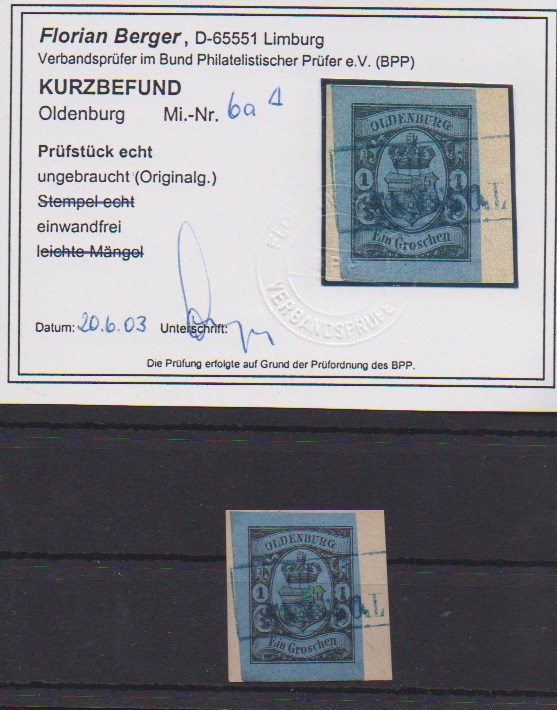 Florian Berger, D-65551 Limburg
Verbandsprüfer im Bund Philatelistischer Prüfer e.V. (BPP)
KURZBEFUND
Oldenburg Mi.-Nr. 6a Δ
Prüfstück echt
ungebraucht (Originalg.)
Stempel echt
einwandfrei
leichte Mängel
Datum: 20.6.03 Unterschrift:
Die Prüfung erfolgte auf Grund der Prüfordnung des BPP.
OLDENBURG
1 1
Ein Groschen
VERBANDSPRÜFER
OLDENBURG
1 1
Ein Groschen